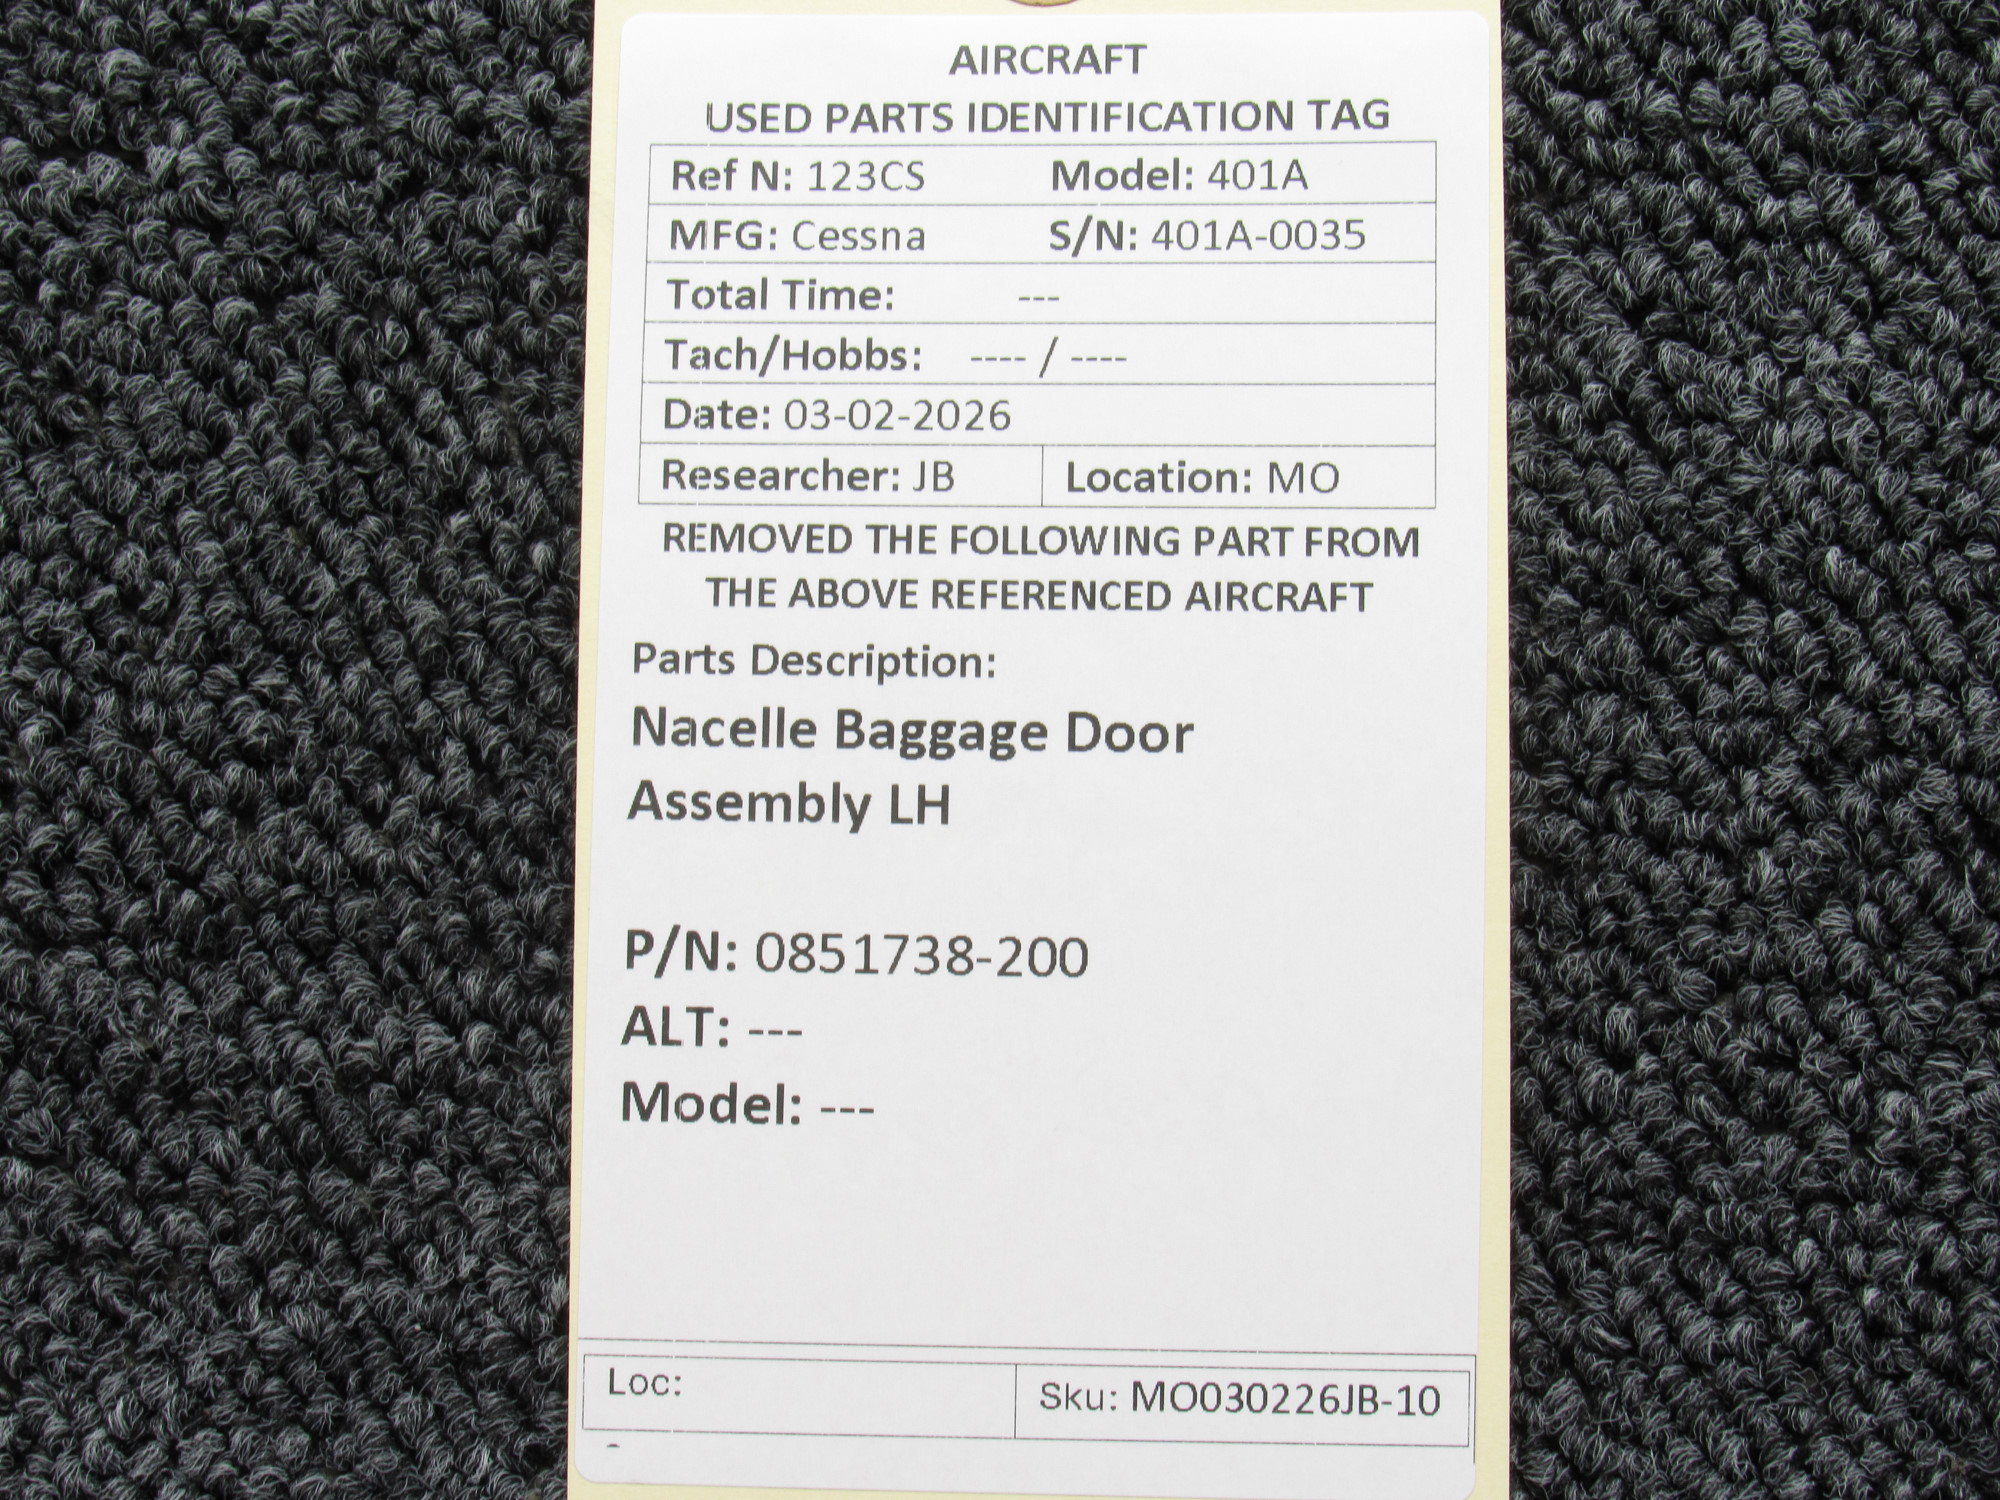 AIRCRAFT
USED PARTS IDENTIFICATION TAG
Ref N: 123CS Model: 401A
MFG: Cessna S/N: 401A-0035
Total Time: ---
Tach/Hobbs: ---- / ----
Date: 03-02-2026
Researcher: JB Location: MO
REMOVED THE FOLLOWING PART FROM
THE ABOVE REFERENCED AIRCRAFT
Parts Description:
Nacelle Baggage Door
Assembly LH
P/N: 0851738-200
ALT: ---
Model: ---
Loc: Sku: MO030226JB-10